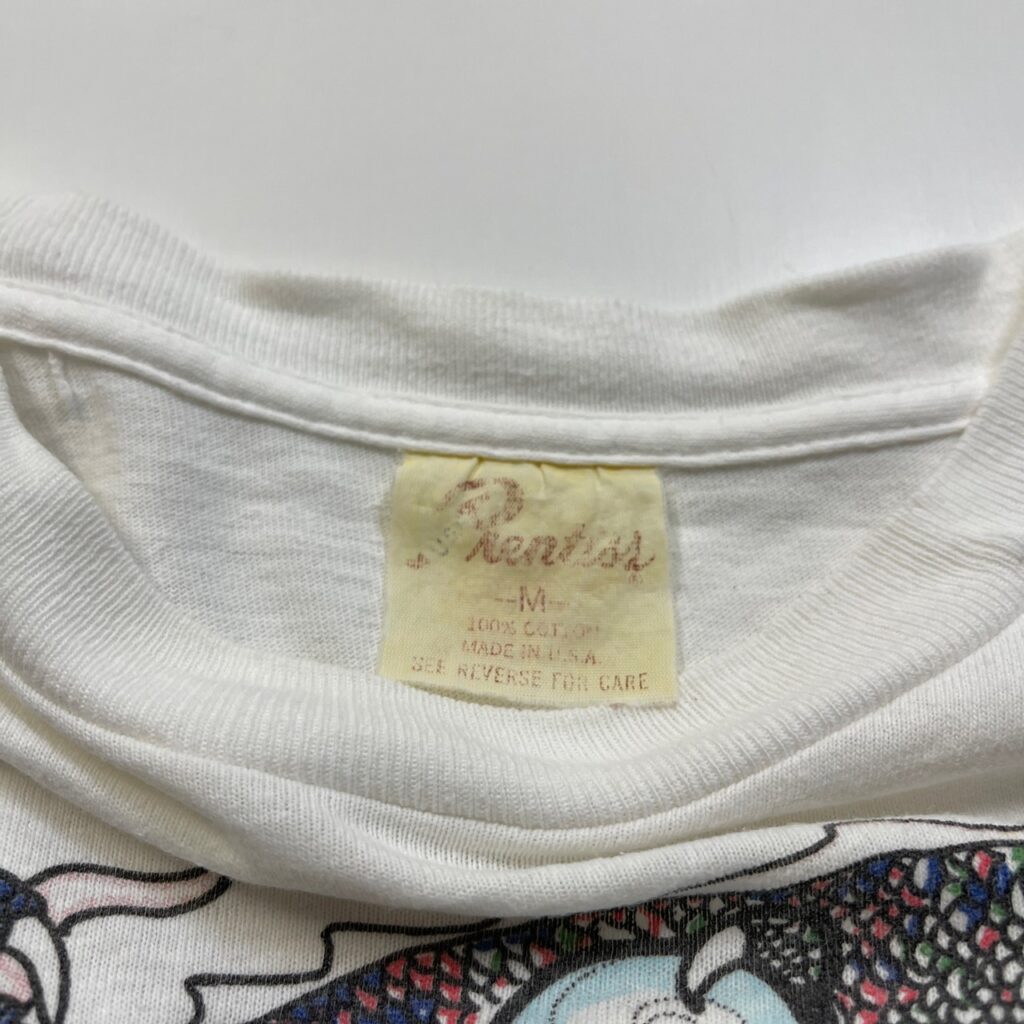 Prentiss®
--M--
100% COTTON
MADE IN U.S.A.
SEE REVERSE FOR CARE